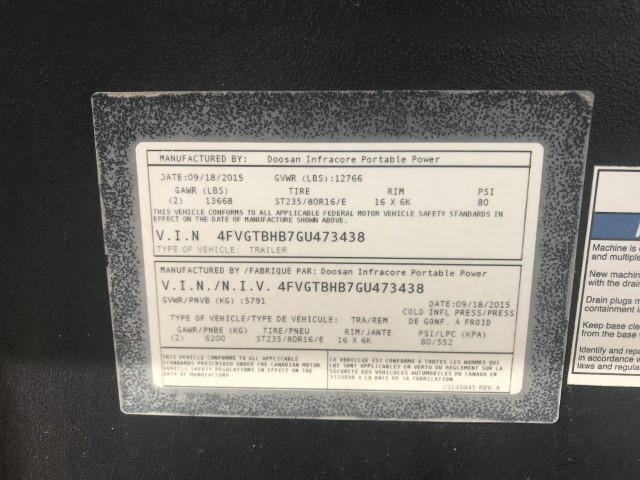 MANUFACTURED BY: Doosan Infracore Portable Power
DATE:09/18/2015 GVWR (LBS):12766
GAWR (LBS) TIRE RIM PSI
(2) 13668 ST235/80R16/E 16 X 6K 80
THIS VEHICLE CONFORMS TO ALL APPLICABLE FEDERAL MOTOR VEHICLE SAFETY STANDARDS IN
EFFECT ON THE DATE OF MANUFACTURE SHOWN ABOVE.
V.I.N 4FVGTBHB7GU473438
TYPE OF VEHICLE: TRAILER
MANUFACTURED BY /FABRIQUÉ PAR: Doosan Infracore Portable Power
V.I.N./N.I.V. 4FVGTBHB7GU473438
GVWR/PNVB (KG) :5791 DATE:09/18/2015
COLD INFL PRESS/PRESS/
TYPE OF VEHICLE/TYPE DE VÉHICULE: TRA/REM DE GONF. À FROID
GAWR/PNBE (KG) TIRE/PNEU RIM/JANTE PSI/LPC (KPA)
(2) 6200 ST235/80R16/E 16 X 6K 80/552
THIS VEHICLE CONFORMS TO ALL APPLICABLE
STANDARDS PRESCRIBED UNDER THE CANADIAN MOTOR
VEHICLE SAFETY REGULATIONS IN EFFECT ON THE
DATE OF MANUFACTURE
CE VÉHICULE EST CONFORME À TOUTES LES NORMES QUI
LUI SONT APPLICABLES EN VERTU DU RÈGLEMENT SUR LA
SÉCURITÉ DES VÉHICULES AUTOMOBILES DU CANADA EN
VIGUEUR À LA DATE DE SA FABRICATION
23241045 REV A
Machine is
and multiple
New machin
with the drain
Drain plugs m
containment
Keep base cle
from the base
Identify and repa
in accordance w
laws and regula